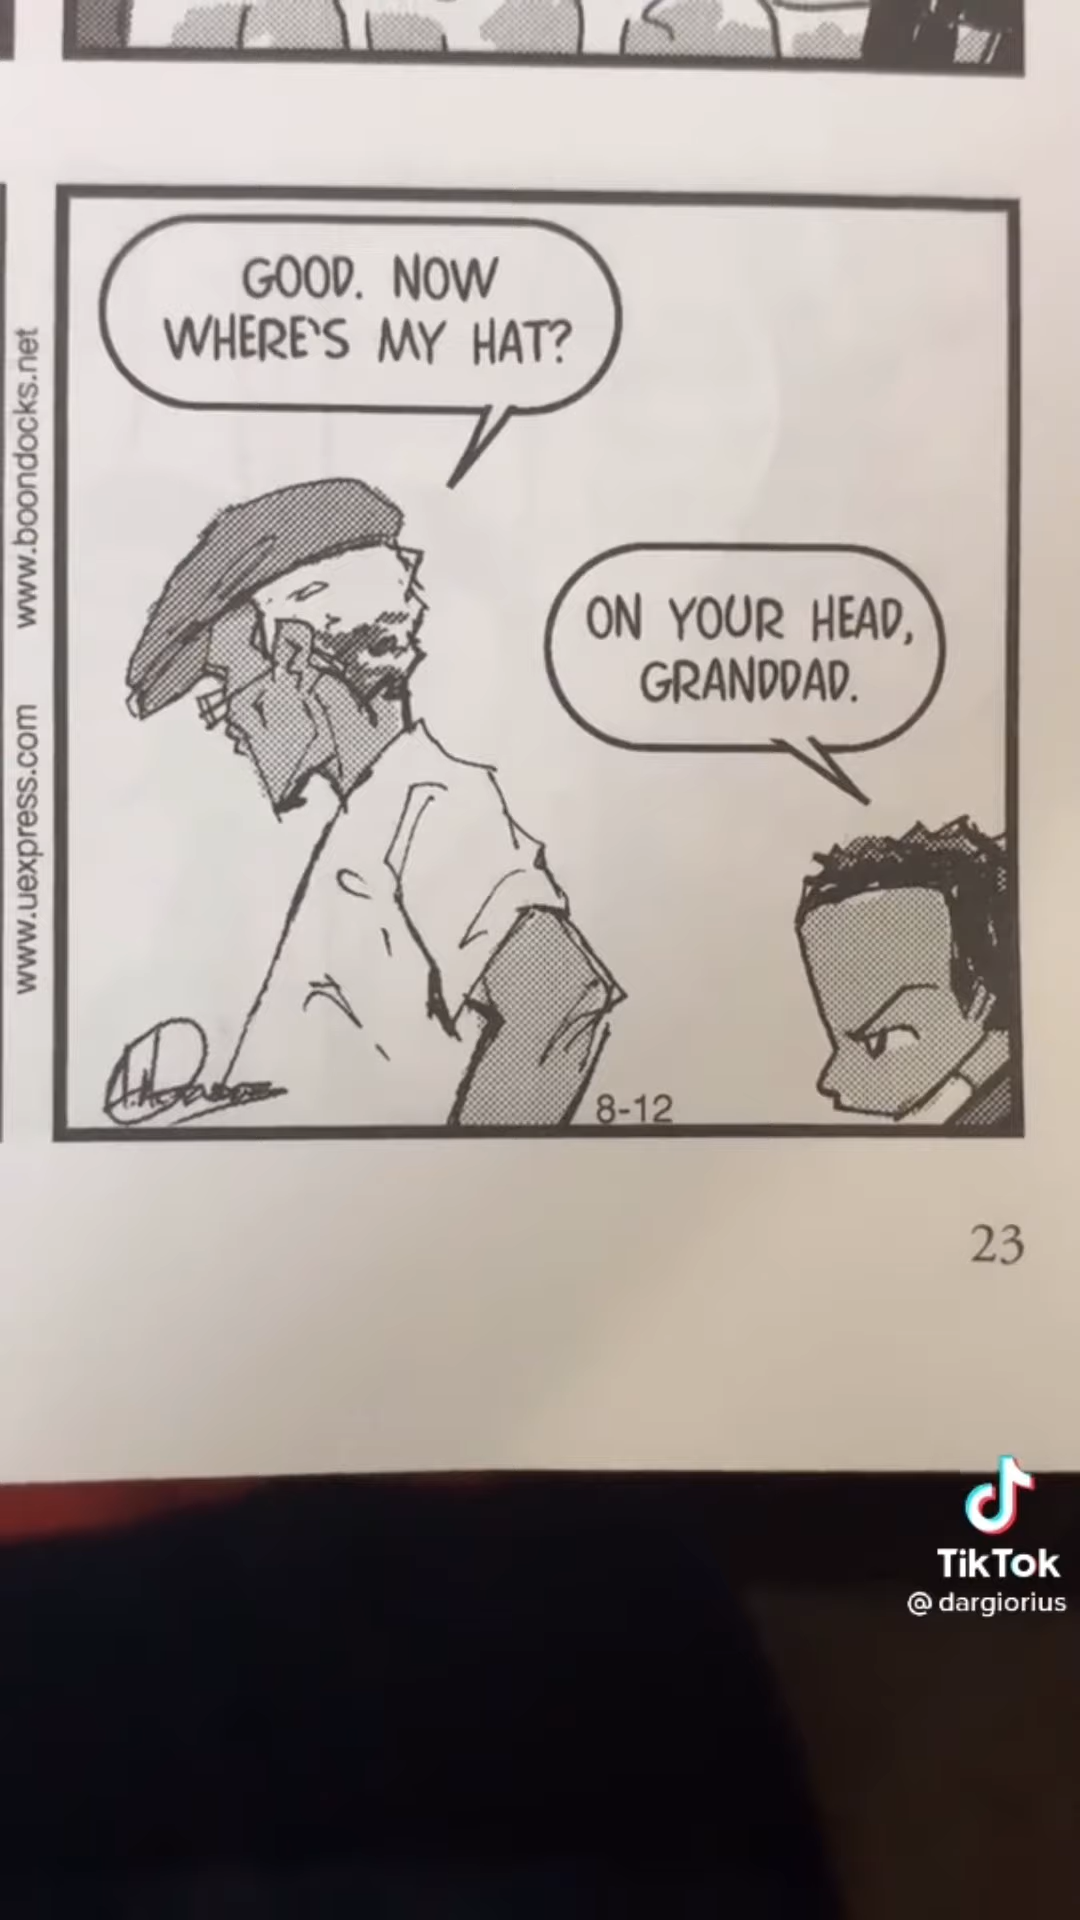 GOOD. NOW
WHERE'S MY HAT?
ON YOUR HEAD,
GRANDDAD.
www.uexpress.com www.boondocks.net
8-12
23
TikTok
@dargiorius